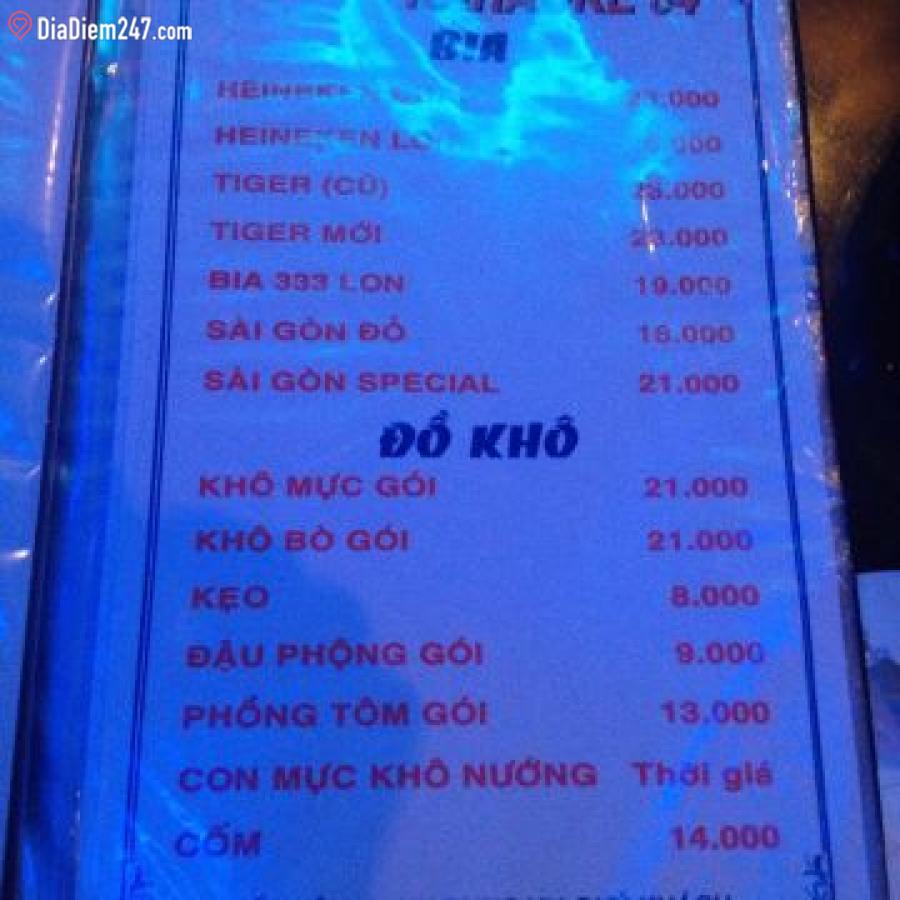 DiaDiem247.com
BIA
HEINEKEN
HEINEKEN
TIGER (CŨ)
TIGER MỚI 23.000
BIA 333 LON 19.000
SÀI GÒN ĐỎ 16.000
SÀI GÒN SPECIAL 21.000
ĐỒ KHÔ
KHÔ MỰC GÓI 21.000
KHÔ BÒ GÓI 21.000
KẸO 8.000
ĐẬU PHỘNG GÓI 9.000
PHỒNG TÔM GÓI 13.000
CON MỰC KHÔ NƯỚNG Thời giá
CỐM 14.000